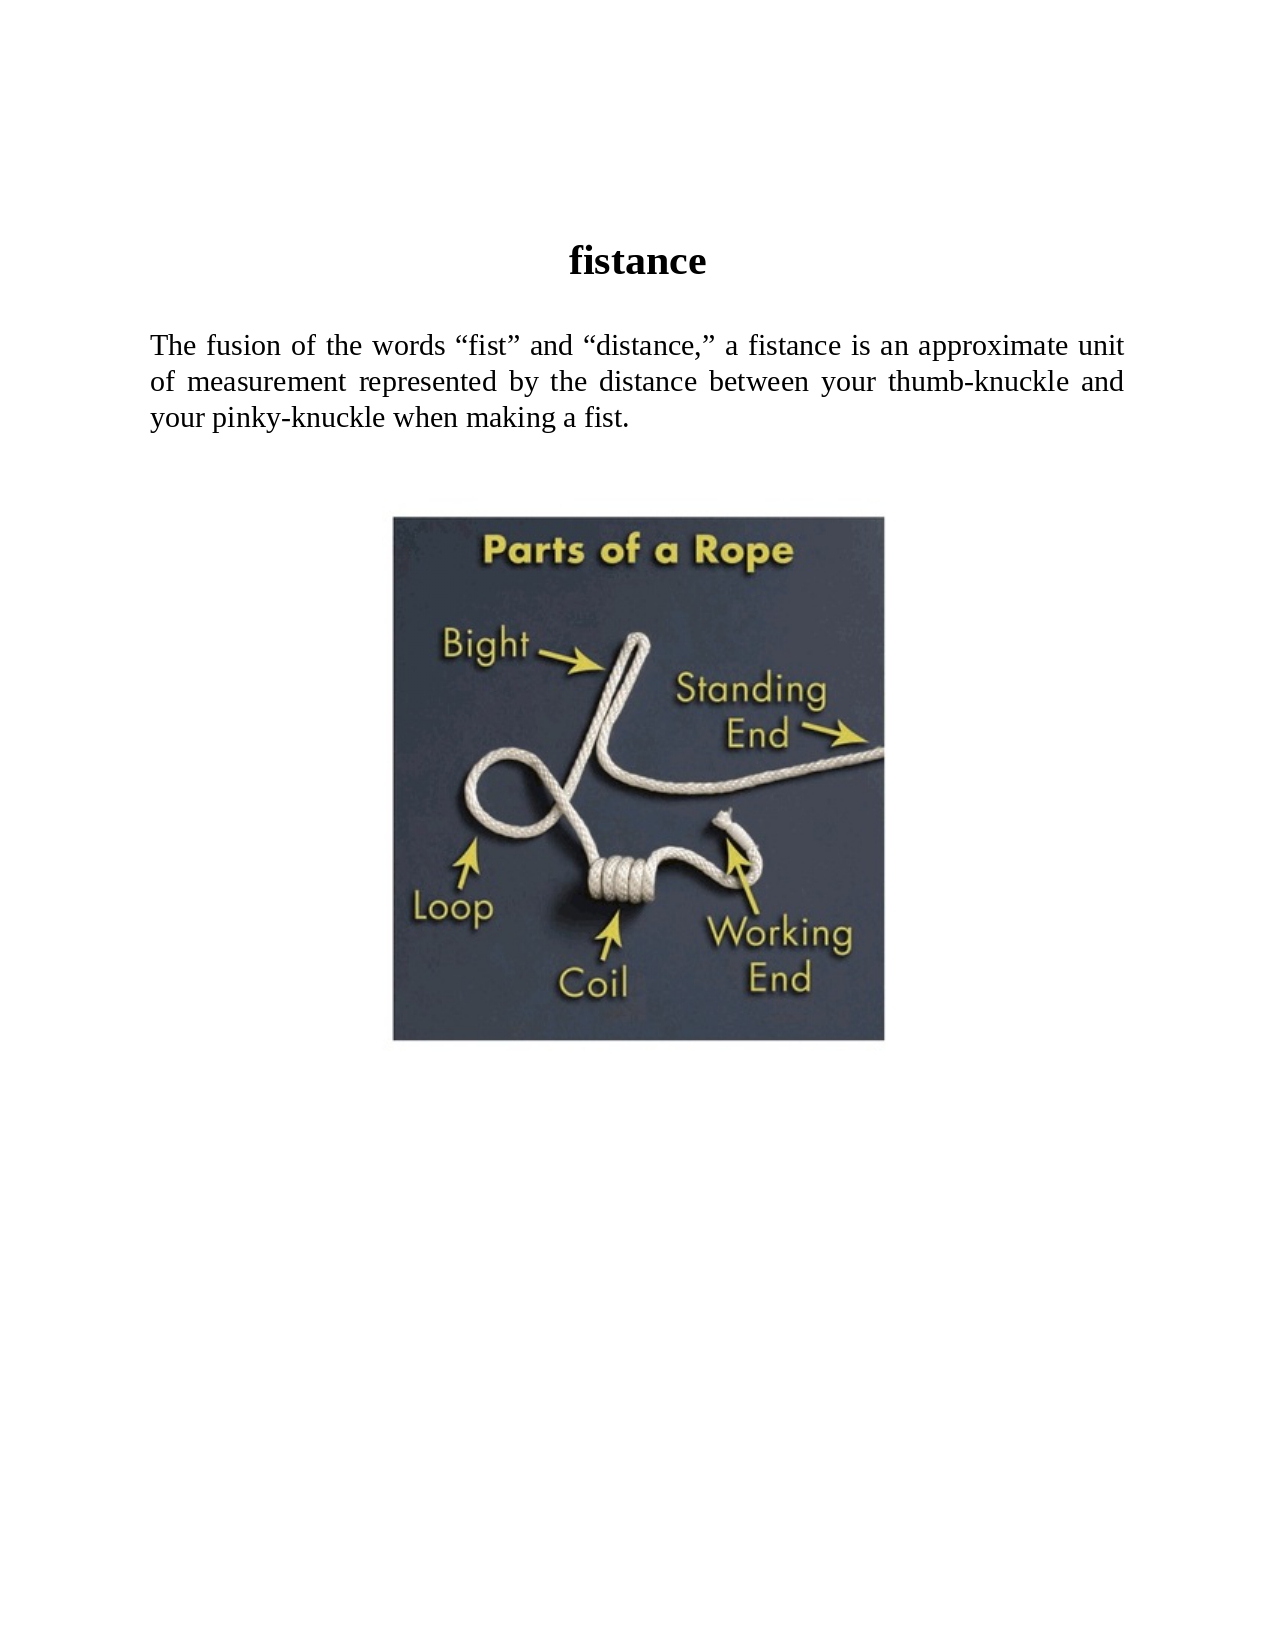 fistance
The fusion of the words “fist” and “distance,” a fistance is an approximate unit
of measurement represented by the distance between your thumb-knuckle and
your pinky-knuckle when making a fist.
Parts of a Rope
Bight
Standing
End
Loop
Working
End
Coil